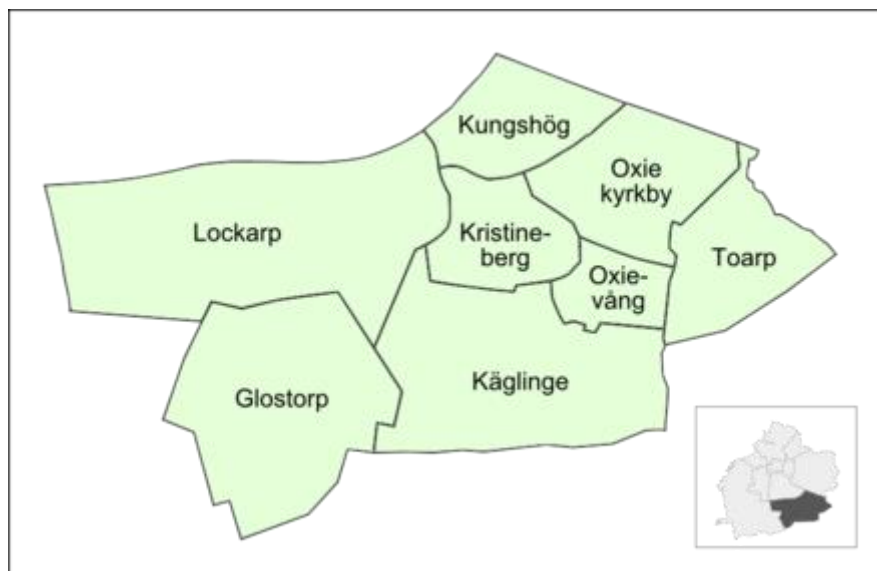 Kungshög
Oxie
kyrkby
Lockarp
Kristine-
berg
Toarp
Oxie-
vång
Käglinge
Glostorp